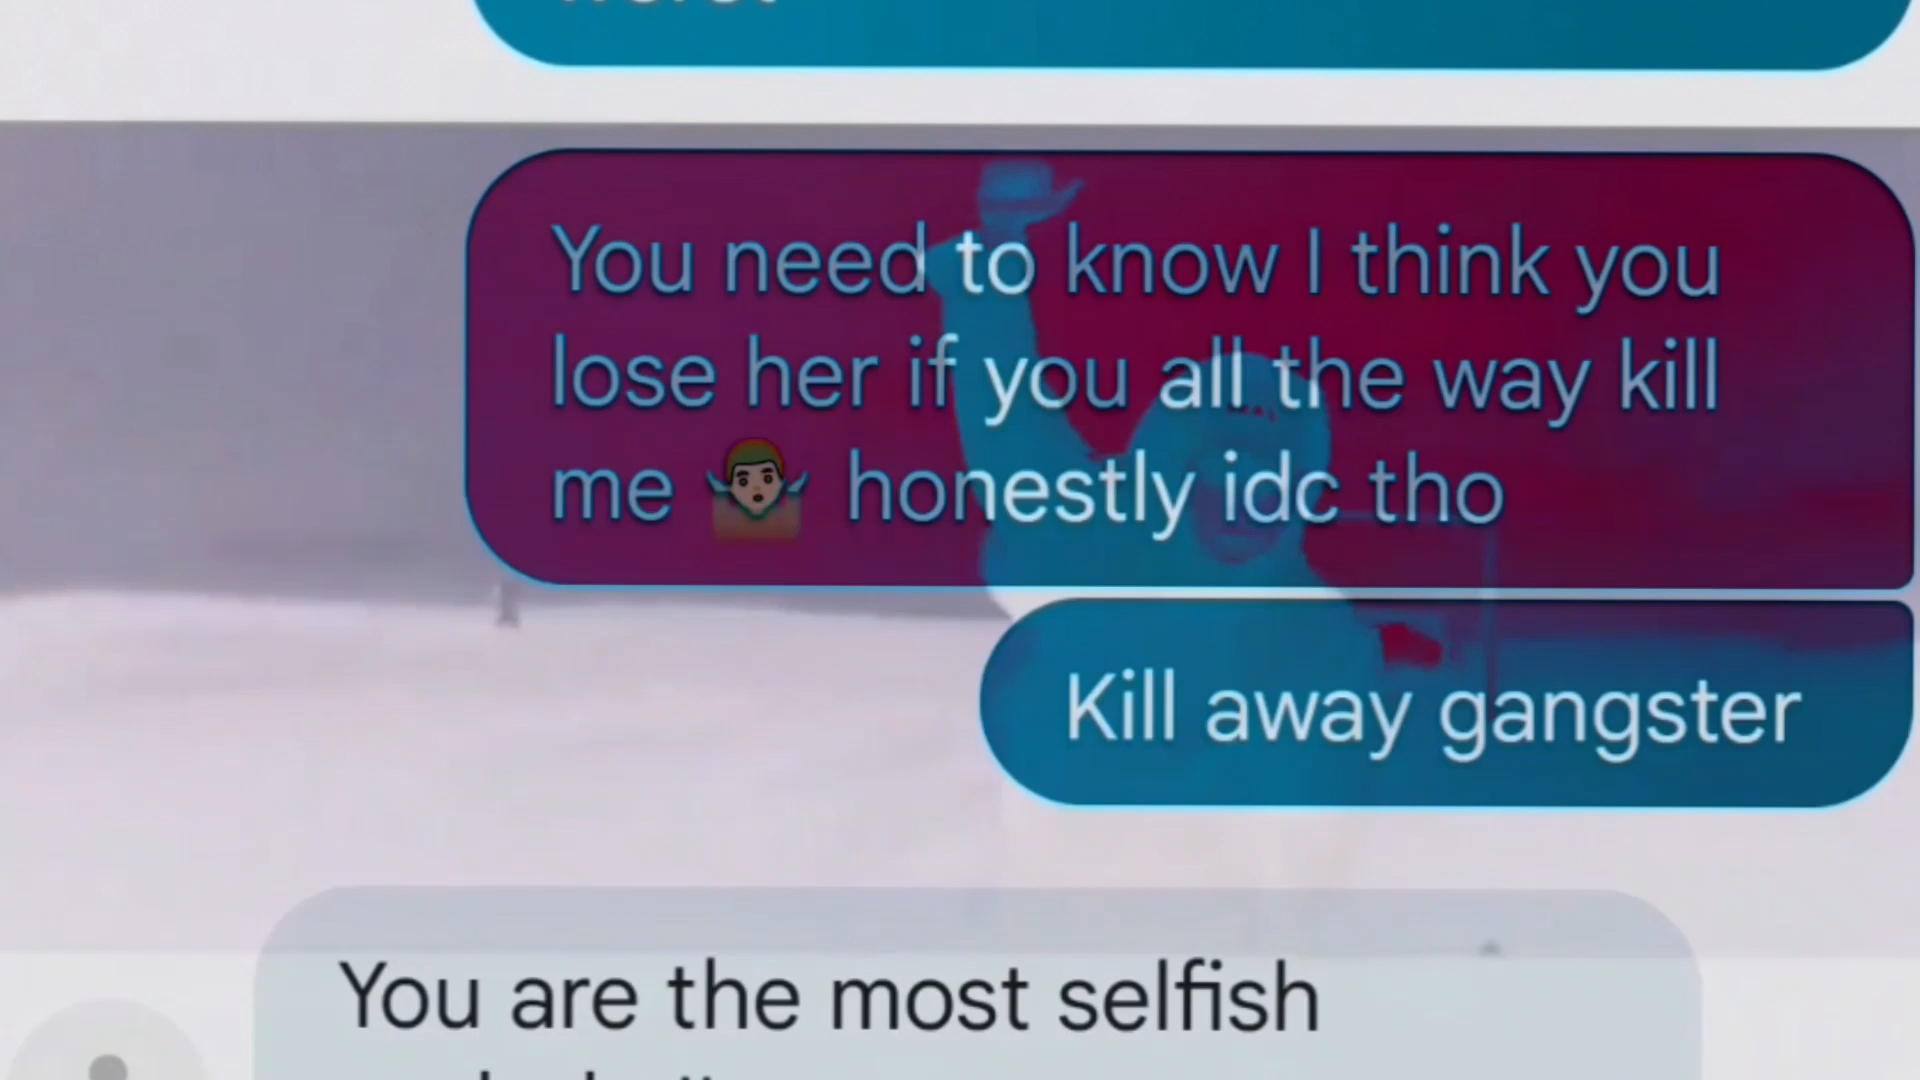 You need to know I think you
lose her if you all the way kill
me 🤷🏻‍♂️ honestly idc tho
Kill away gangster
You are the most selfish